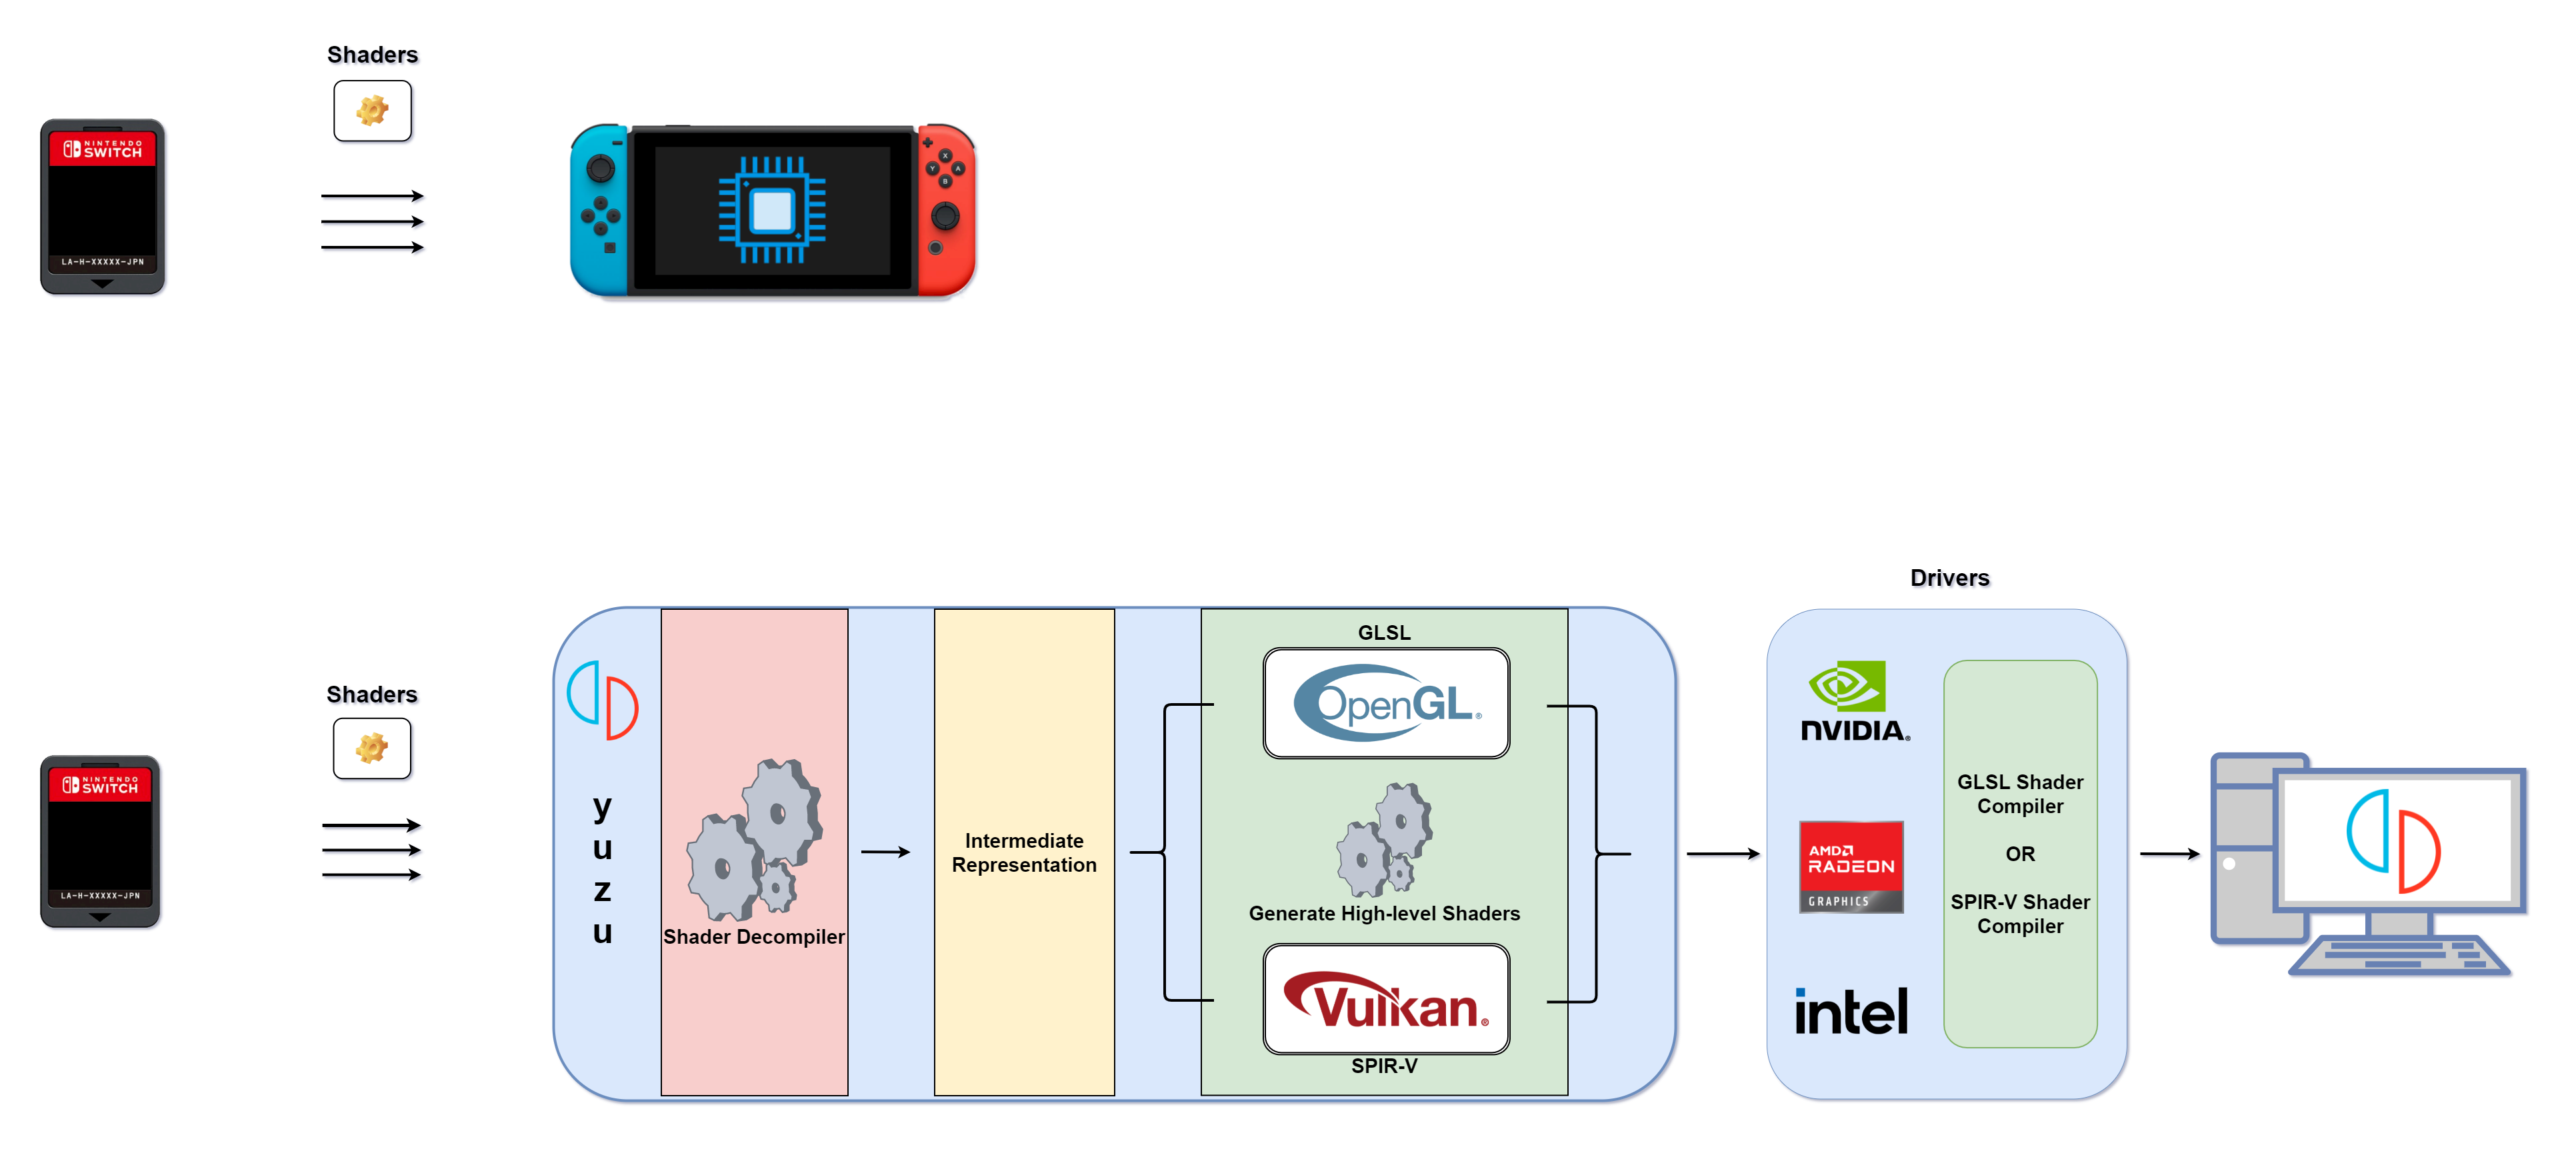 Shaders
NINTENDO
SWITCH
LA-H-XXXXX-JPN
X
Y
A
B
Drivers
Shaders
NINTENDO
SWITCH
LA-H-XXXXX-JPN
y
u
z
u
Shader Decompiler
Intermediate
Representation
GLSL
OpenGL®
Generate High-level Shaders
Vulkan®
SPIR-V
NVIDIA®
AMD
RADEON
GRAPHICS
intel
GLSL Shader
Compiler
OR
SPIR-V Shader
Compiler